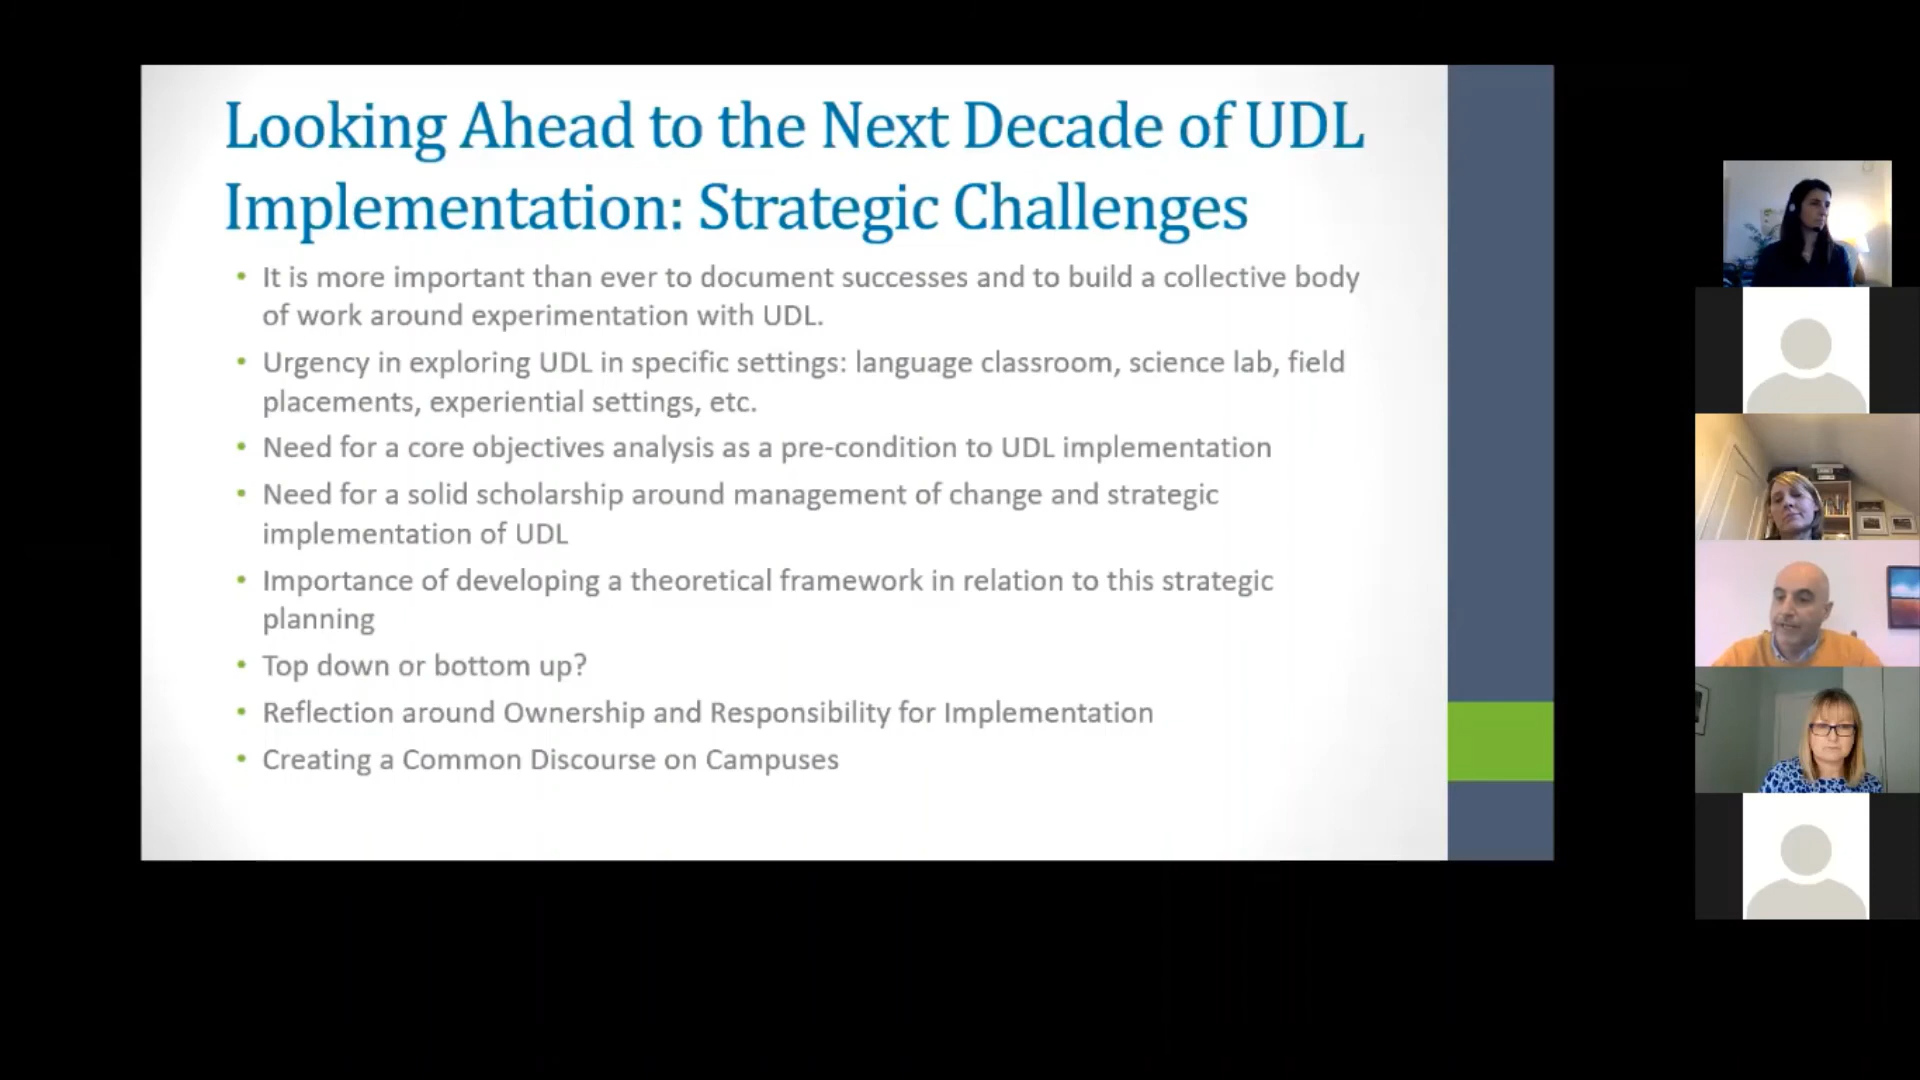 Looking Ahead to the Next Decade of UDL
Implementation: Strategic Challenges
• It is more important than ever to document successes and to build a collective body
of work around experimentation with UDL.
• Urgency in exploring UDL in specific settings: language classroom, science lab, field
placements, experiential settings, etc.
• Need for a core objectives analysis as a pre-condition to UDL implementation
• Need for a solid scholarship around management of change and strategic
implementation of UDL
• Importance of developing a theoretical framework in relation to this strategic
planning
• Top down or bottom up?
• Reflection around Ownership and Responsibility for Implementation
• Creating a Common Discourse on Campuses